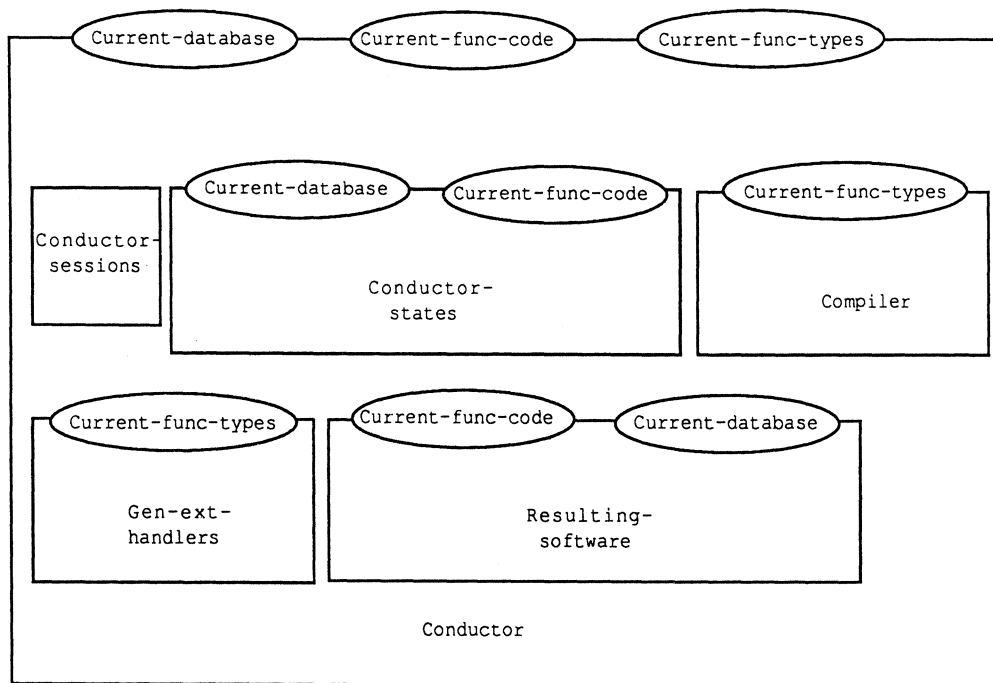 Current-database Current-func-code Current-func-types
Current-database Current-func-code Current-func-types
Conductor-
sessions
Conductor-
states
Compiler
Current-func-types Current-func-code Current-database
Gen-ext-
handlers
Resulting-
software
Conductor